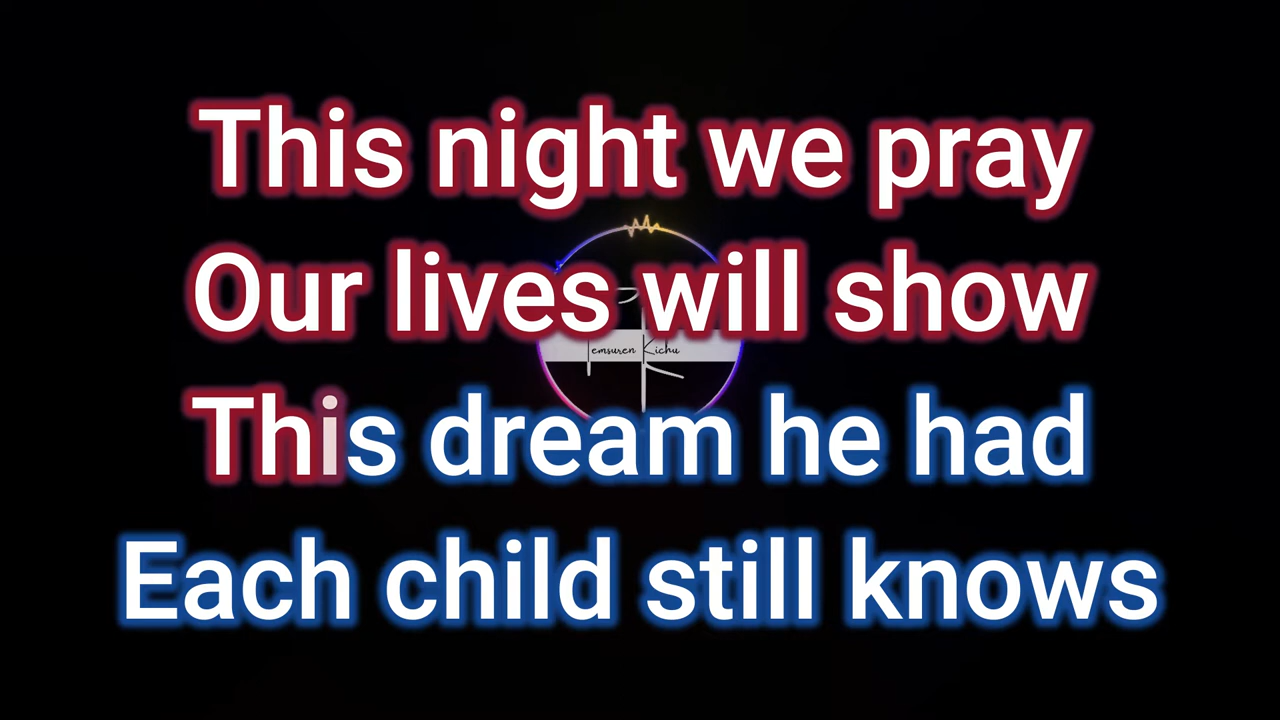 This night we pray
Our lives will show
Temsuren Kichu
This dream he had
Each child still knows